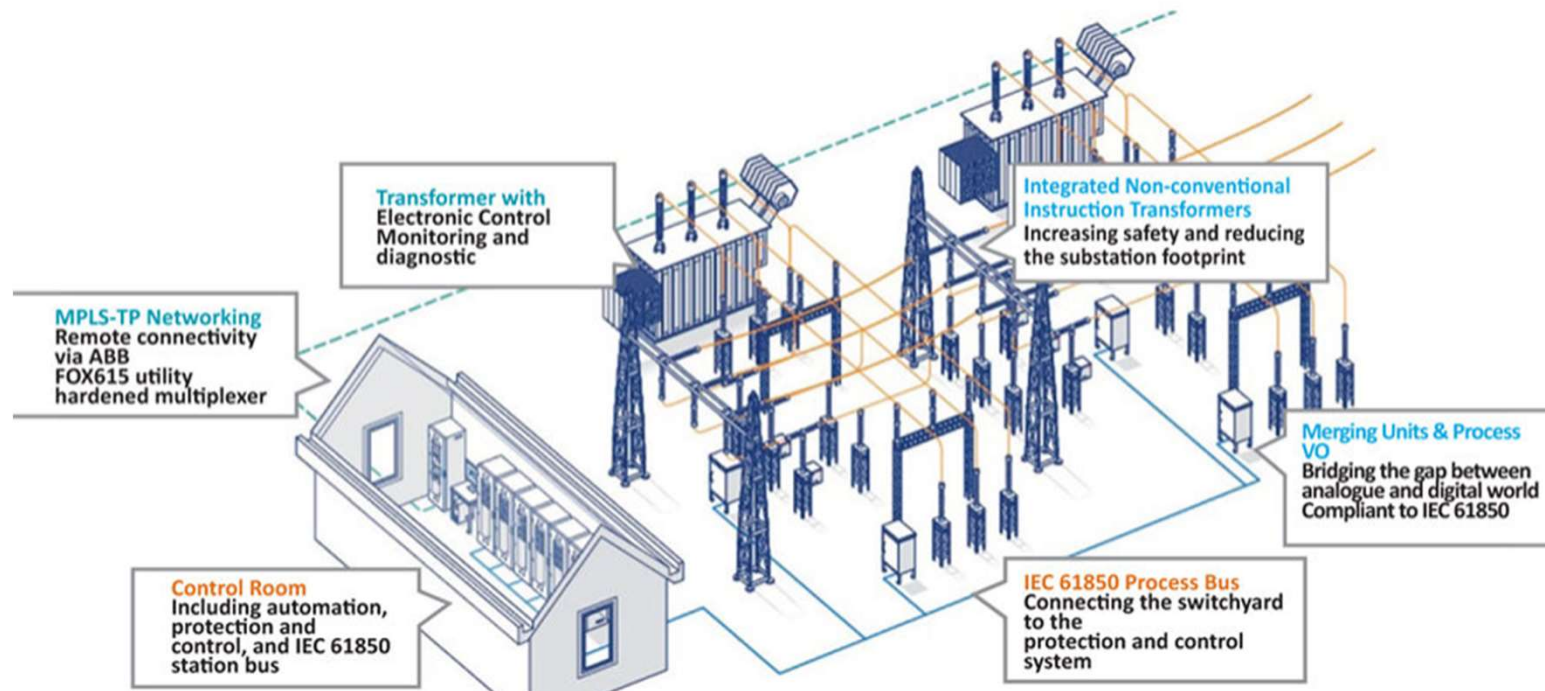 Transformer with
Electronic Control
Monitoring and
diagnostic
Integrated Non-conventional
Instruction Transformers
Increasing safety and reducing
the substation footprint
MPLS-TP Networking
Remote connectivity
via ABB
FOX615 utility
hardened multiplexer
Merging Units & Process
VO
Bridging the gap between
analogue and digital world
Compliant to IEC 61850
Control Room
Including automation,
protection and
control, and IEC 61850
station bus
IEC 61850 Process Bus
Connecting the switchyard
to the
protection and control
system